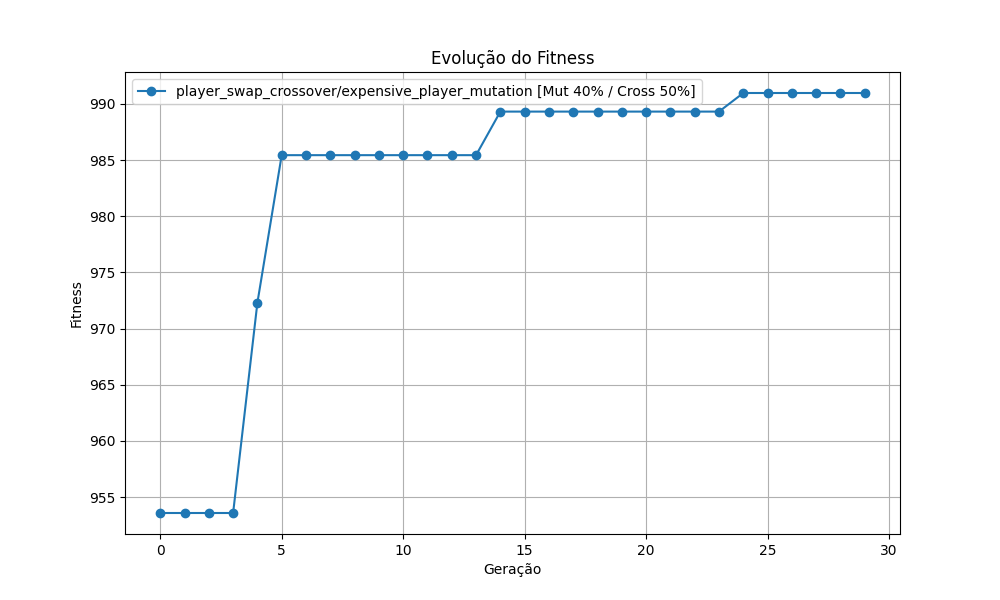 Evolução do Fitness
player_swap_crossover/expensive_player_mutation [Mut 40% / Cross 50%]
990
985
980
975
970
965
960
955
Fitness
0 5 10 15 20 25 30
Geração